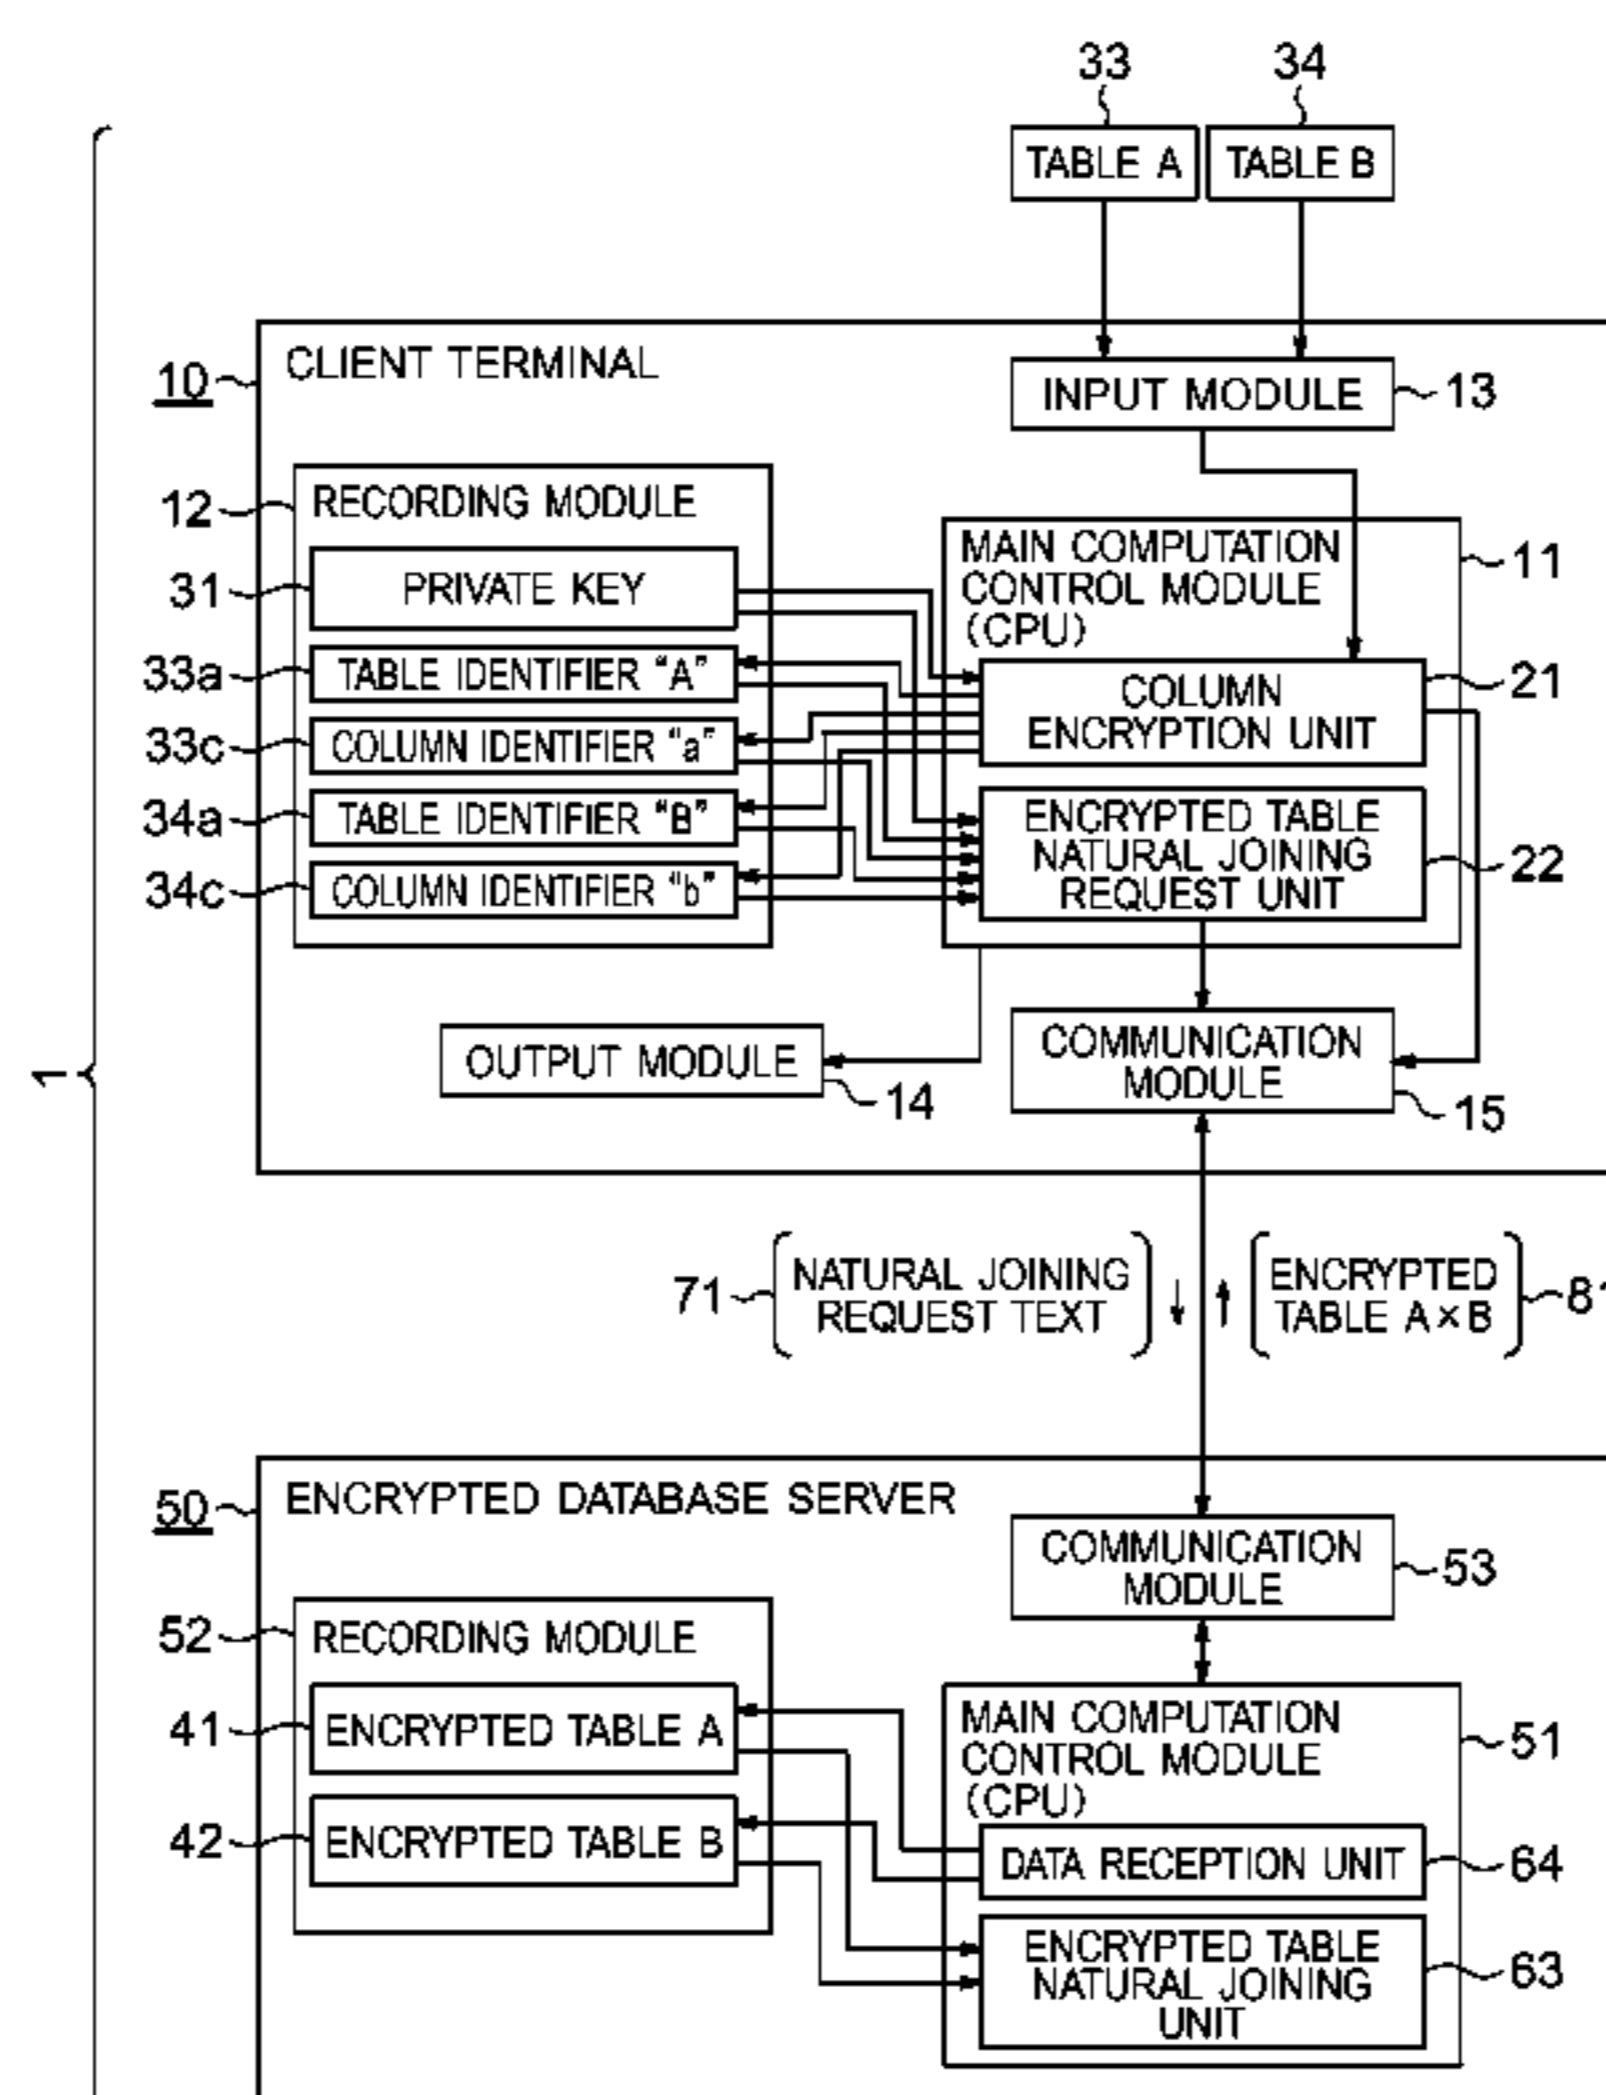 33
34
TABLE A
TABLE B
10
CLIENT TERMINAL
INPUT MODULE
13
12
RECORDING MODULE
31
PRIVATE KEY
33a
TABLE IDENTIFIER “A”
33c
COLUMN IDENTIFIER “a”
34a
TABLE IDENTIFIER “B”
34c
COLUMN IDENTIFIER “b”
MAIN COMPUTATION
CONTROL MODULE
(CPU)
11
COLUMN
ENCRYPTION UNIT
21
ENCRYPTED TABLE
NATURAL JOINING
REQUEST UNIT
22
OUTPUT MODULE
14
COMMUNICATION
MODULE
15
1
71
NATURAL JOINING
REQUEST TEXT
ENCRYPTED
TABLE A×B
8
50
ENCRYPTED DATABASE SERVER
COMMUNICATION
MODULE
53
52
RECORDING MODULE
41
ENCRYPTED TABLE A
42
ENCRYPTED TABLE B
MAIN COMPUTATION
CONTROL MODULE
(CPU)
51
DATA RECEPTION UNIT
64
ENCRYPTED TABLE
NATURAL JOINING
UNIT
63